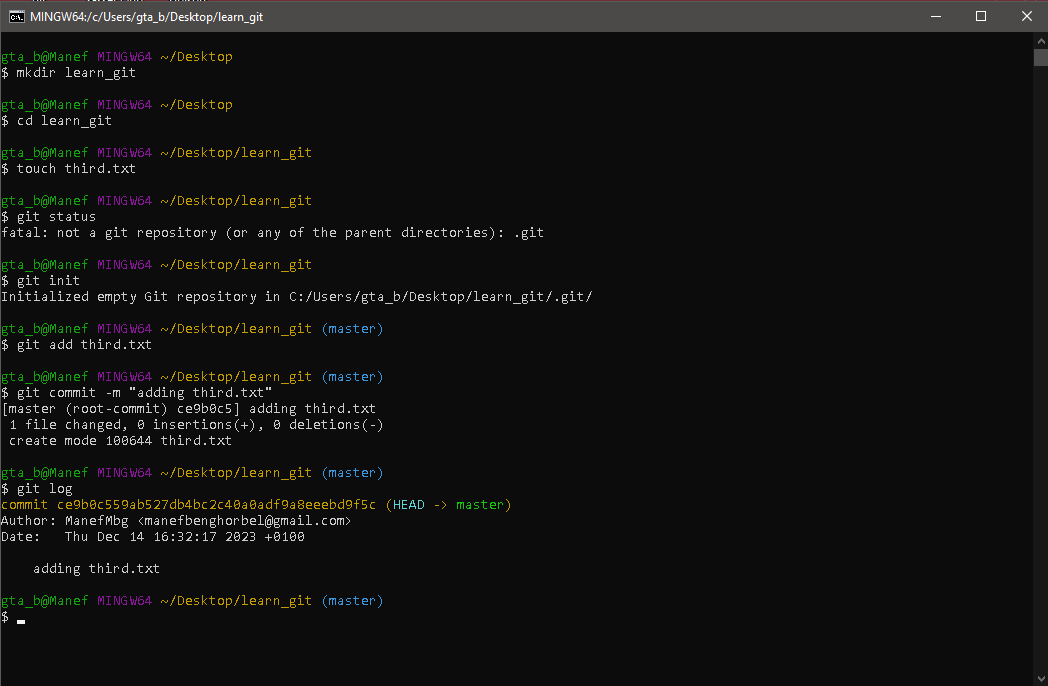 MINGW64:/c/Users/gta_b/Desktop/learn_git
gta_b@Manef MINGW64 ~/Desktop
$ mkdir learn_git
gta_b@Manef MINGW64 ~/Desktop
$ cd learn_git
gta_b@Manef MINGW64 ~/Desktop/learn_git
$ touch third.txt
gta_b@Manef MINGW64 ~/Desktop/learn_git
$ git status
fatal: not a git repository (or any of the parent directories): .git
gta_b@Manef MINGW64 ~/Desktop/learn_git
$ git init
Initialized empty Git repository in C:/Users/gta_b/Desktop/learn_git/.git/
gta_b@Manef MINGW64 ~/Desktop/learn_git (master)
$ git add third.txt
gta_b@Manef MINGW64 ~/Desktop/learn_git (master)
$ git commit -m "adding third.txt"
[master (root-commit) ce9b0c5] adding third.txt
 1 file changed, 0 insertions(+), 0 deletions(-)
 create mode 100644 third.txt
gta_b@Manef MINGW64 ~/Desktop/learn_git (master)
$ git log
commit ce9b0c559ab527db4bc2c40a0adf9a8eeebd9f5c (HEAD -> master)
Author: ManefMbg <manefbenghorbel@gmail.com>
Date:   Thu Dec 14 16:32:17 2023 +0100
    adding third.txt
gta_b@Manef MINGW64 ~/Desktop/learn_git (master)
$